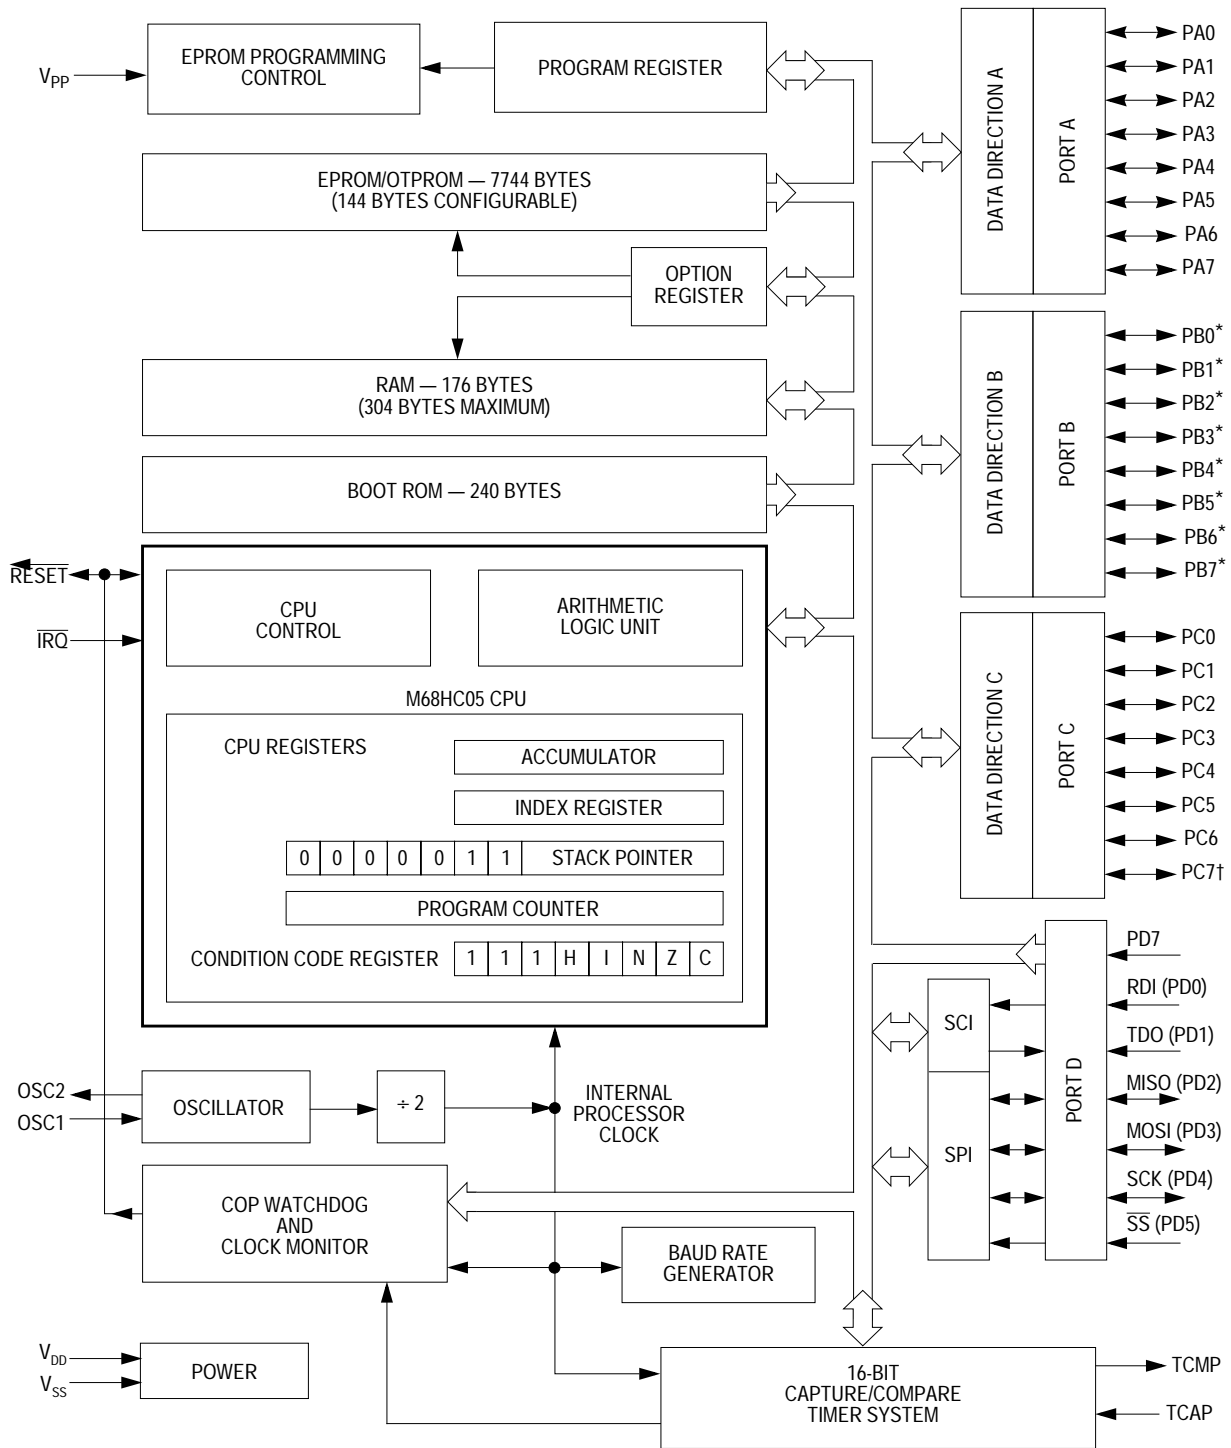 V_PP
EPROM PROGRAMMING
CONTROL
PROGRAM REGISTER
EPROM/OTPROM — 7744 BYTES
(144 BYTES CONFIGURABLE)
OPTION
REGISTER
RAM — 176 BYTES
(304 BYTES MAXIMUM)
BOOT ROM — 240 BYTES
RESET
IRQ
CPU
CONTROL
ARITHMETIC
LOGIC UNIT
M68HC05 CPU
CPU REGISTERS
ACCUMULATOR
INDEX REGISTER
0 0 0 0 0 1 1 STACK POINTER
PROGRAM COUNTER
CONDITION CODE REGISTER 1 1 1 H I N Z C
OSC2
OSC1
OSCILLATOR
÷ 2
INTERNAL
PROCESSOR
CLOCK
COP WATCHDOG
AND
CLOCK MONITOR
BAUD RATE
GENERATOR
V_DD
V_SS
POWER
16-BIT
CAPTURE/COMPARE
TIMER SYSTEM
TCMP
TCAP
DATA DIRECTION A
PORT A
PA0
PA1
PA2
PA3
PA4
PA5
PA6
PA7
DATA DIRECTION B
PORT B
PB0*
PB1*
PB2*
PB3*
PB4*
PB5*
PB6*
PB7*
DATA DIRECTION C
PORT C
PC0
PC1
PC2
PC3
PC4
PC5
PC6
PC7†
SCI
SPI
PORT D
PD7
RDI (PD0)
TDO (PD1)
MISO (PD2)
MOSI (PD3)
SCK (PD4)
SS (PD5)